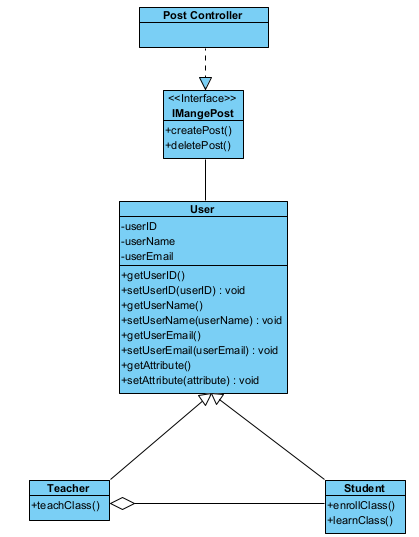 Post Controller
<<Interface>>
IMangePost
+createPost()
+deletePost()
User
-userID
-userName
-userEmail
+getUserID()
+setUserID(userID) : void
+getUserName()
+setUserName(userName) : void
+getUserEmail()
+setUserEmail(userEmail) : void
+getAttribute()
+setAttribute(attribute) : void
Teacher
+teachClass()
Student
+enrollClass()
+learnClass()